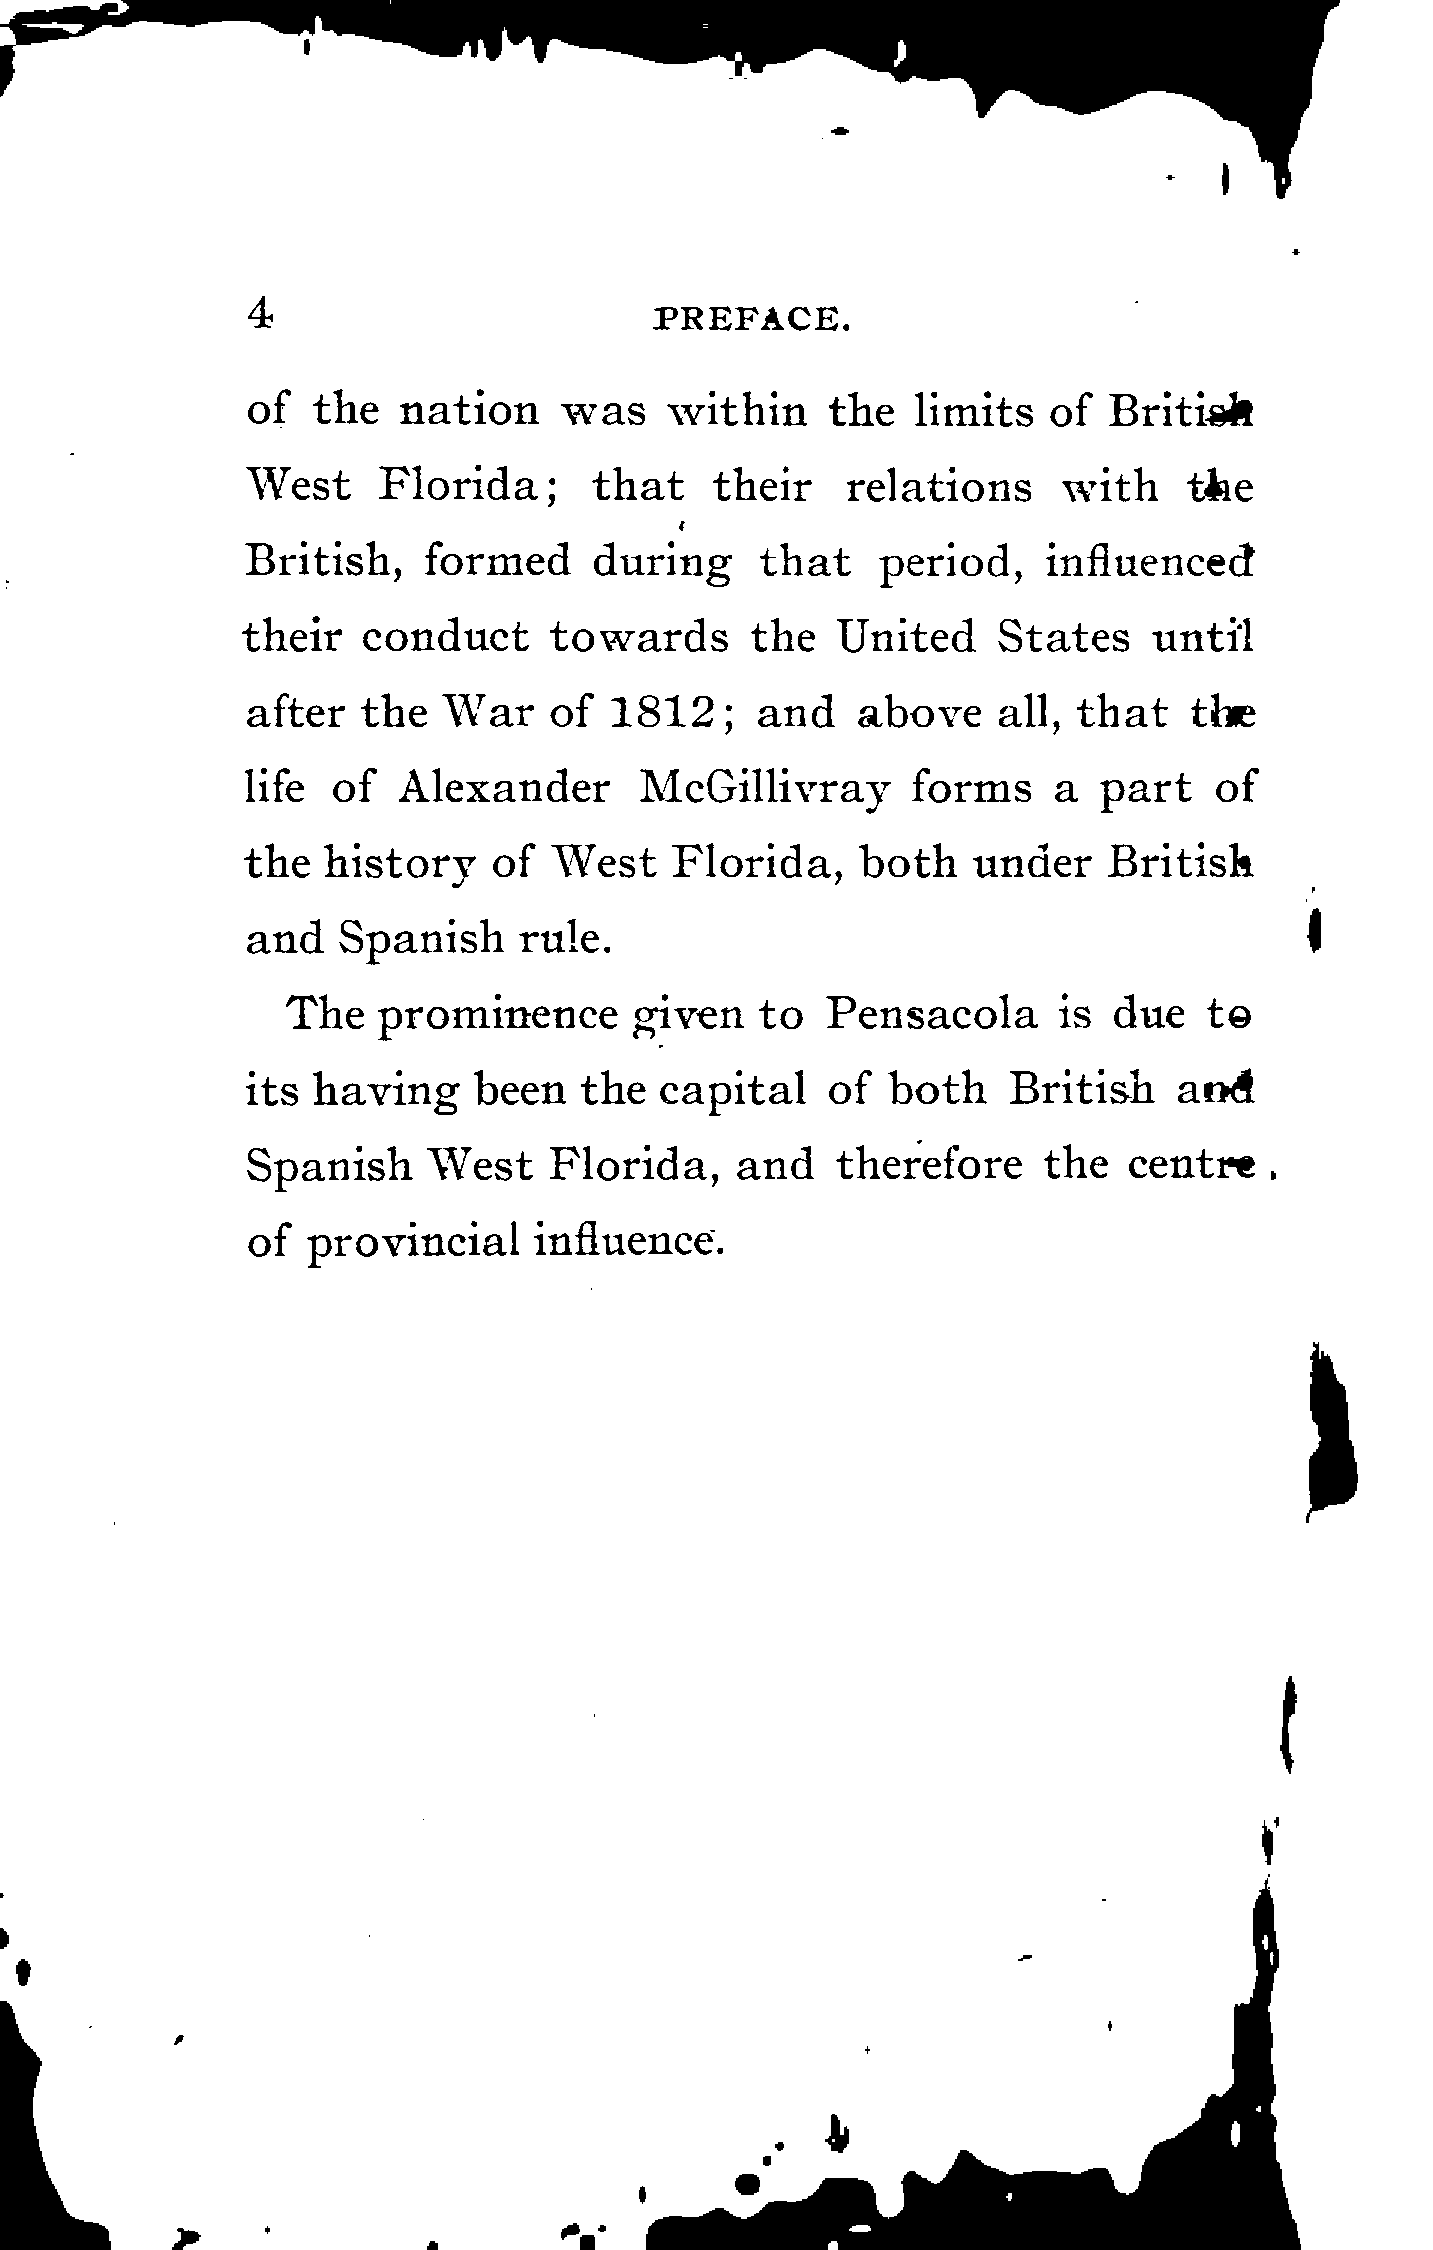 4 PREFACE.
of the nation was within the limits of British
West Florida; that their relations with the
British, formed during that period, influenced
their conduct towards the United States until
after the War of 1812; and above all, that the
life of Alexander McGillivray forms a part of
the history of West Florida, both under British
and Spanish rule.
The prominence given to Pensacola is due to
its having been the capital of both British and
Spanish West Florida, and therefore the centre
of provincial influence.